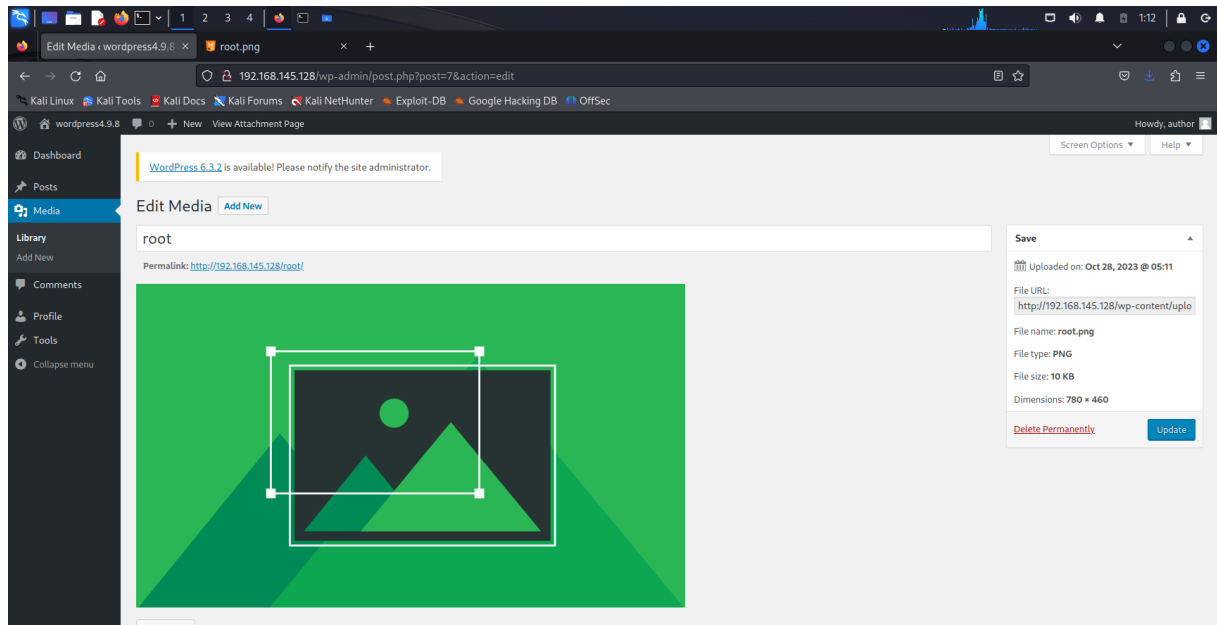 1 2 3 4 1:12
Edit Media ‹ wordpress4.9.8 root.png
192.168.145.128/wp-admin/post.php?post=7&action=edit
Kali Linux Kali Tools Kali Docs Kali Forums Kali NetHunter Exploit-DB Google Hacking DB OffSec
wordpress4.9.8 0 New View Attachment Page Howdy, author
Screen Options Help
Dashboard
Posts
Media
Library
Add New
Comments
Profile
Tools
Collapse menu
WordPress 6.3.2 is available! Please notify the site administrator.
Edit Media Add New
root
Permalink: http://192.168.145.128/root/
Save
Uploaded on: Oct 28, 2023 @ 05:11
File URL:
http://192.168.145.128/wp-content/uplo
File name: root.png
File type: PNG
File size: 10 KB
Dimensions: 780 × 460
Delete Permanently Update